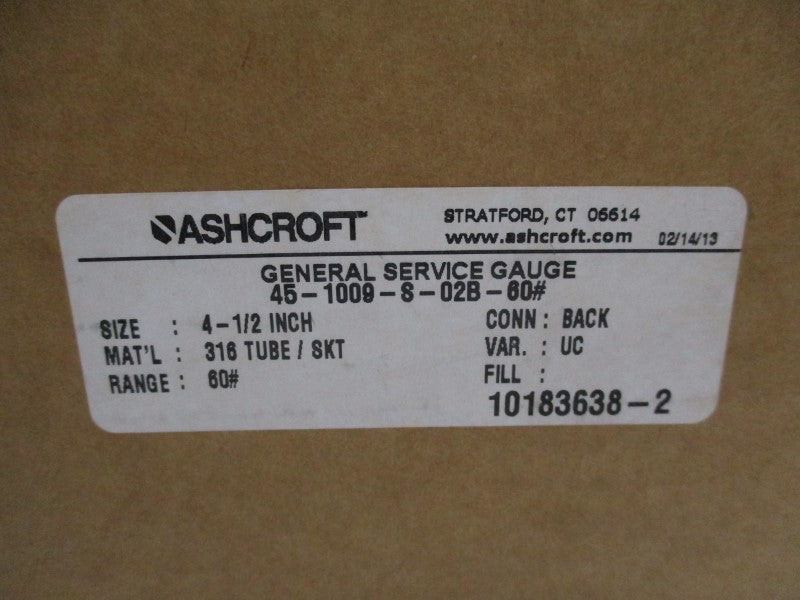 ASHCROFT STRATFORD, CT 06614
www.ashcroft.com 02/14/13
GENERAL SERVICE GAUGE
45-1009-S-02B-60#
SIZE : 4-1/2 INCH CONN : BACK
MAT'L : 316 TUBE / SKT VAR. : UC
RANGE : 60# FILL :
10183638-2